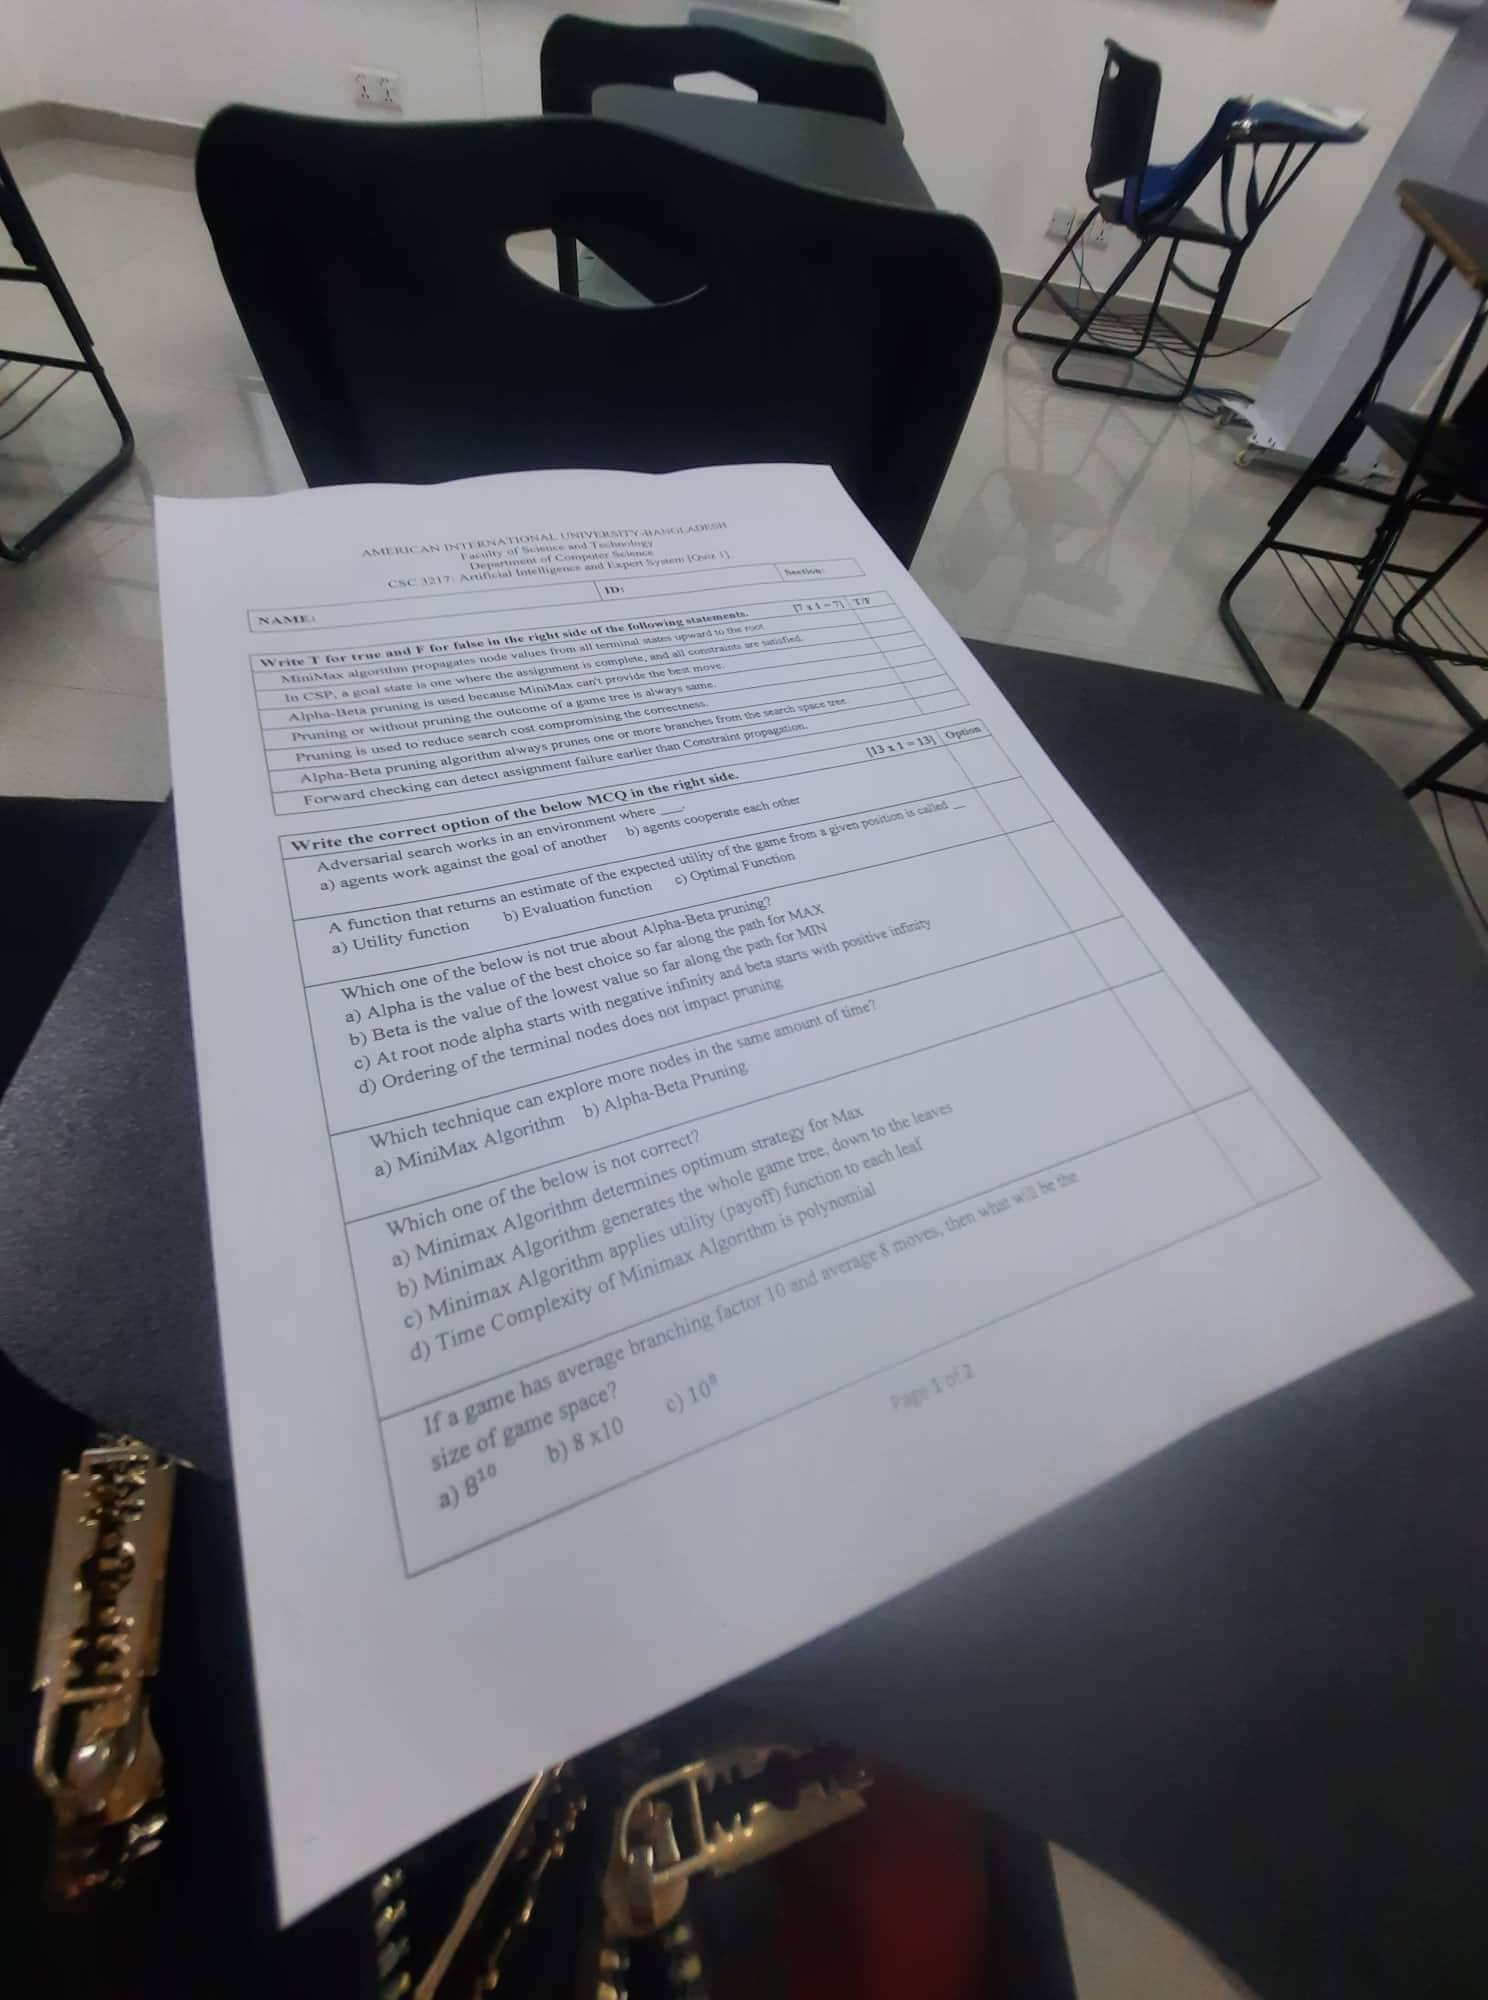 AMERICAN INTERNATIONAL UNIVERSITY-BANGLADESH
Faculty of Science and Technology
Department of Computer Science
CSC 3217: Artificial Intelligence and Expert System [Quiz 1]
NAME: ID: Section:
Write T for true and F for false in the right side of the following statements. [7 x 1 = 7] T/F
MiniMax algorithm propagates node values from all terminal states upward to the root
In CSP, a goal state is one where the assignment is complete, and all constraints are satisfied.
Alpha-Beta pruning is used because MiniMax can't provide the best move.
Pruning or without pruning the outcome of a game tree is always same.
Pruning is used to reduce search cost compromising the correctness.
Alpha-Beta pruning algorithm always prunes one or more branches from the search space tree.
Forward checking can detect assignment failure earlier than Constraint propagation.
Write the correct option of the below MCQ in the right side. [13 x 1 = 13] Option
Adversarial search works in an environment where ____.
a) agents work against the goal of another b) agents cooperate each other
A function that returns an estimate of the expected utility of the game from a given position is called __
a) Utility function b) Evaluation function c) Optimal Function
Which one of the below is not true about Alpha-Beta pruning?
a) Alpha is the value of the best choice so far along the path for MAX
b) Beta is the value of the lowest value so far along the path for MIN
c) At root node alpha starts with negative infinity and beta starts with positive infinity
d) Ordering of the terminal nodes does not impact pruning
Which technique can explore more nodes in the same amount of time?
a) MiniMax Algorithm b) Alpha-Beta Pruning
Which one of the below is not correct?
a) Minimax Algorithm determines optimum strategy for Max
b) Minimax Algorithm generates the whole game tree, down to the leaves
c) Minimax Algorithm applies utility (payoff) function to each leaf
d) Time Complexity of Minimax Algorithm is polynomial
If a game has average branching factor 10 and average 8 moves, then what will be the
size of game space?
a) 8¹⁰ b) 8 x10 c) 10⁸
Page 1 of 2